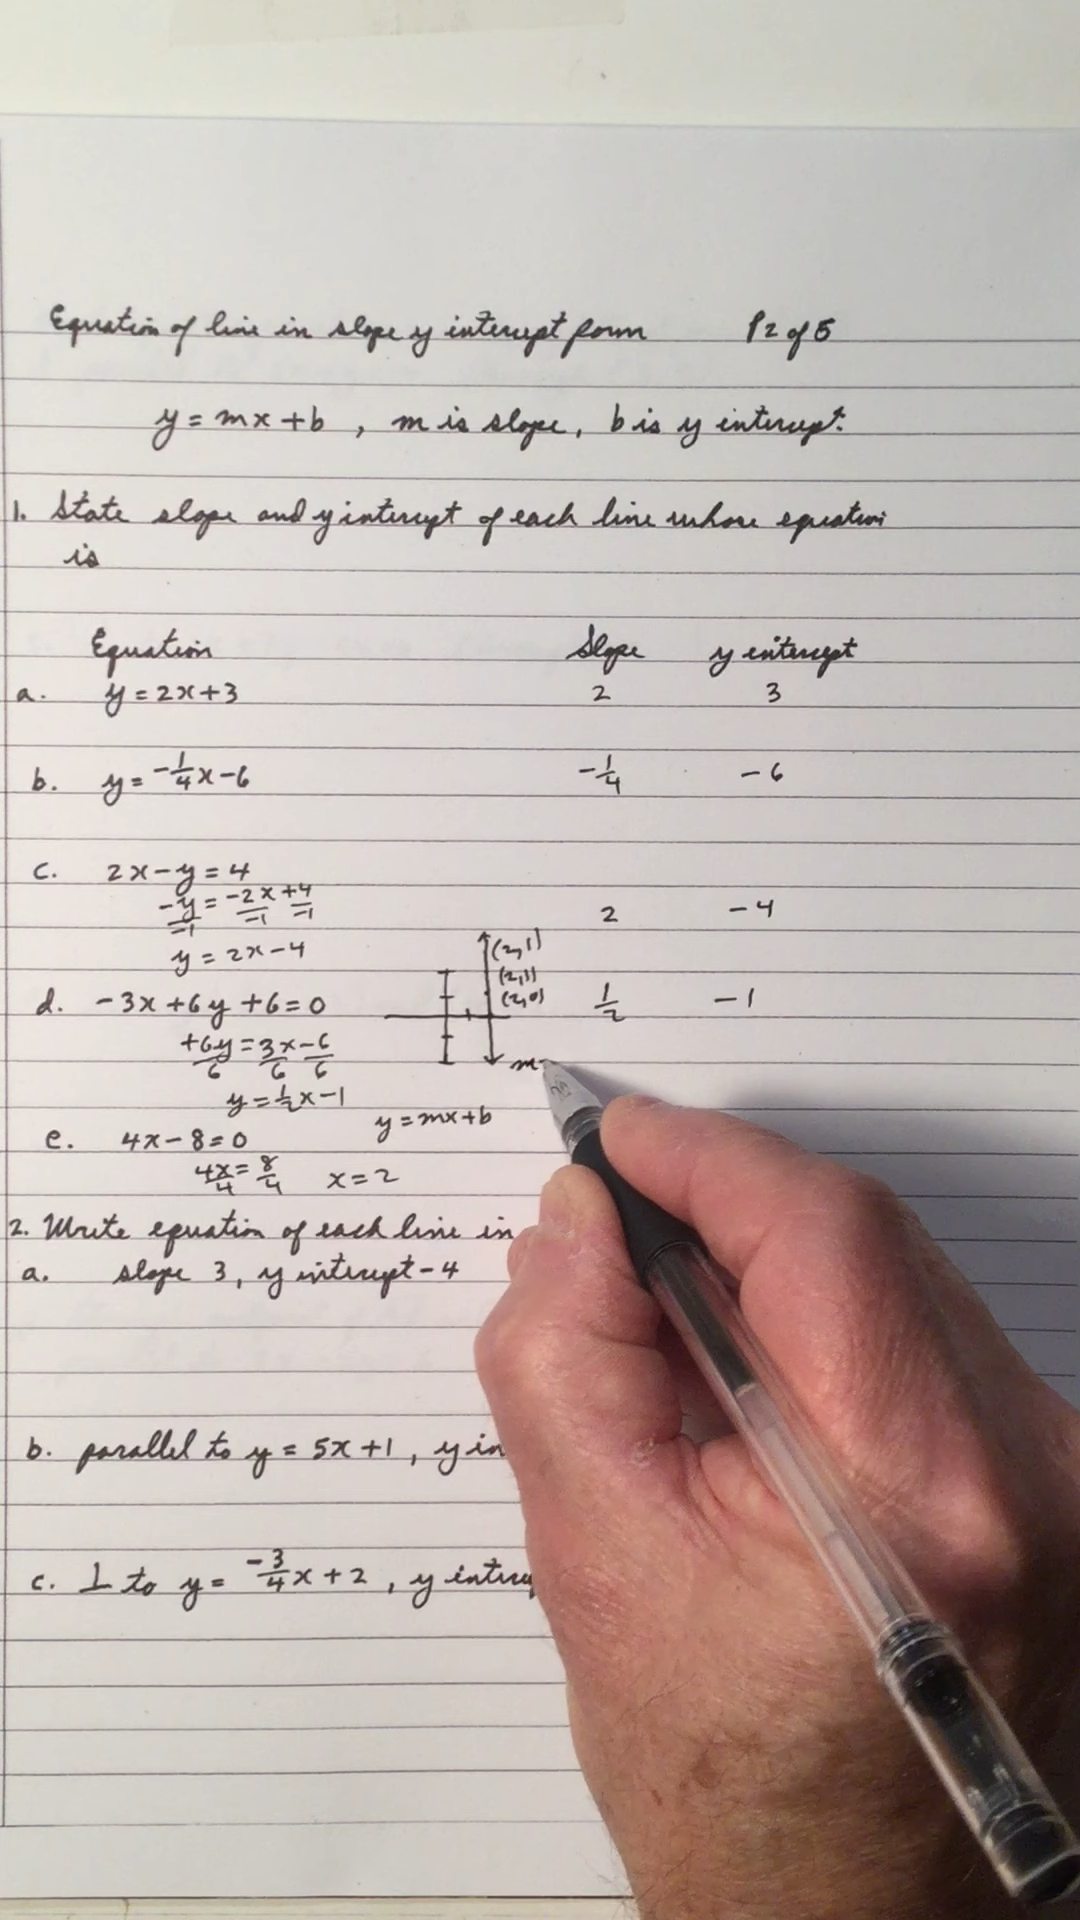 Equation of line in slope y intercept form P2 of 5
y = mx + b , m is slope, b is y intercept.
1. State slope and y intercept of each line whose equation
is
Equation Slope y intercept
a. y = 2x + 3 2 3
b. y = -1/4 x - 6 -1/4 -6
c. 2x - y = 4
-y/-1 = -2x/-1 + 4/-1 2 -4
y = 2x - 4 (2,1)
(2,1)
d. -3x + 6y + 6 = 0 (2,0) 1/2 -1
+6y/6 = 3x/6 - 6/6
m =
y = 1/2 x - 1 y = mx + b
e. 4x - 8 = 0
4x/4 = 8/4 x = 2
2. Write equation of each line in
a. slope 3, y intercept -4
b. parallel to y = 5x + 1 , y in
c. ⊥ to y = -3/4 x + 2 , y interc